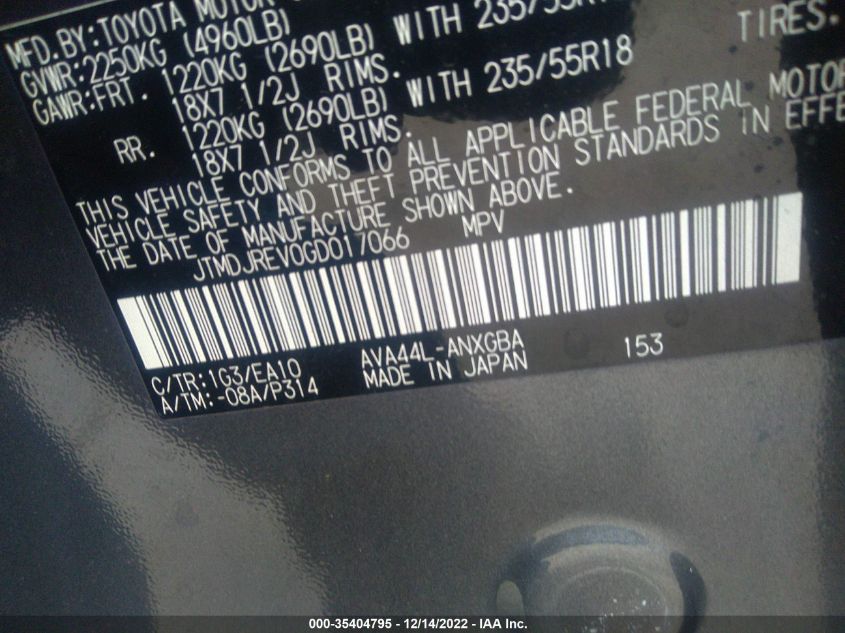 MFD.BY:TOYOTA MOTOR
GVWR:2250KG (4960LB)
GAWR:FRT. 1220KG (2690LB) WITH 235/55R18 TIRES.
18X7 1/2J RIMS.
RR. 1220KG (2690LB) WITH 235/55R18
18X7 1/2J RIMS.
THIS VEHICLE CONFORMS TO ALL APPLICABLE FEDERAL MOTOR
VEHICLE SAFETY AND THEFT PREVENTION STANDARDS IN EFFE
THE DATE OF MANUFACTURE SHOWN ABOVE.
JTMDJREV0GD017066 MPV
C/TR:1G3/EA10 AVA44L-ANXGBA 153
A/TM:-08A/P314 MADE IN JAPAN
000-35404795 - 12/14/2022 - IAA Inc.